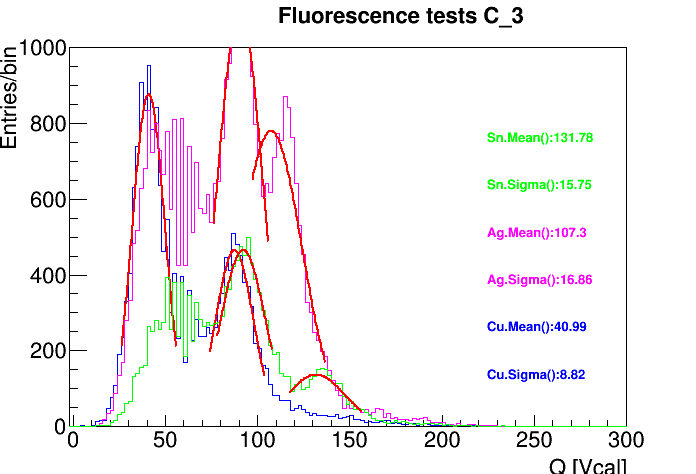 Fluorescence tests C_3
Entries/bin
1000
800
600
400
200
0
Sn.Mean():131.78
Sn.Sigma():15.75
Ag.Mean():107.3
Ag.Sigma():16.86
Cu.Mean():40.99
Cu.Sigma():8.82
0 50 100 150 200 250 300
Q [Vcal]